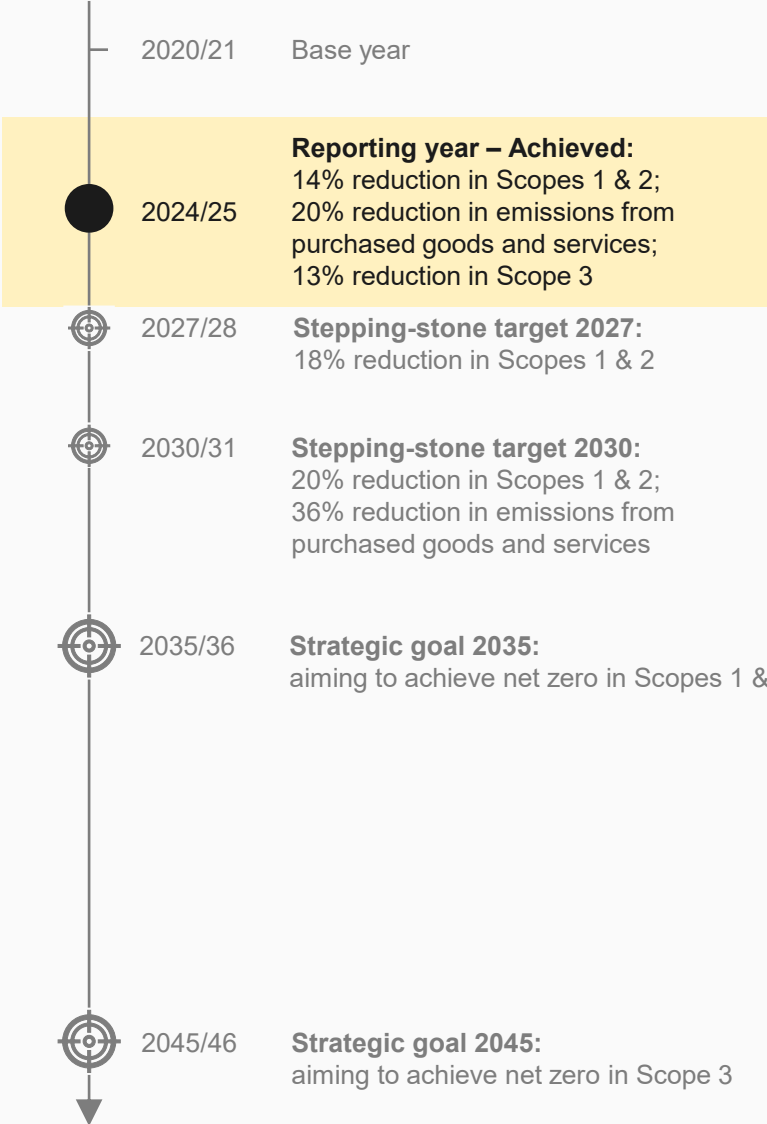 2020/21 Base year
Reporting year – Achieved:
14% reduction in Scopes 1 & 2;
2024/25 20% reduction in emissions from
purchased goods and services;
13% reduction in Scope 3
2027/28 Stepping-stone target 2027:
18% reduction in Scopes 1 & 2
2030/31 Stepping-stone target 2030:
20% reduction in Scopes 1 & 2;
36% reduction in emissions from
purchased goods and services
2035/36 Strategic goal 2035:
aiming to achieve net zero in Scopes 1 &
2045/46 Strategic goal 2045:
aiming to achieve net zero in Scope 3